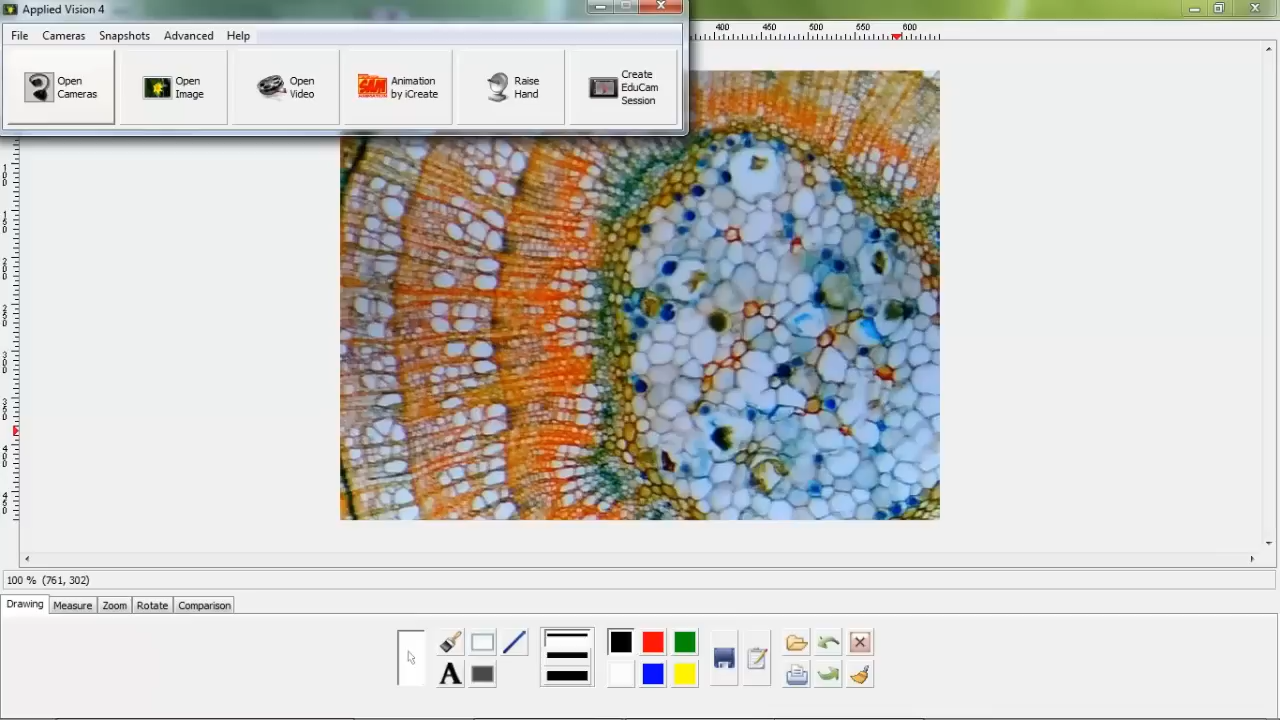 Applied Vision 4
File Cameras Snapshots Advanced Help
Open Cameras
Open Image
Open Video
Animation by iCreate
Raise Hand
Create EduCam Session
400 450 500 550 600
100 % (761, 302)
Drawing Measure Zoom Rotate Comparison
A